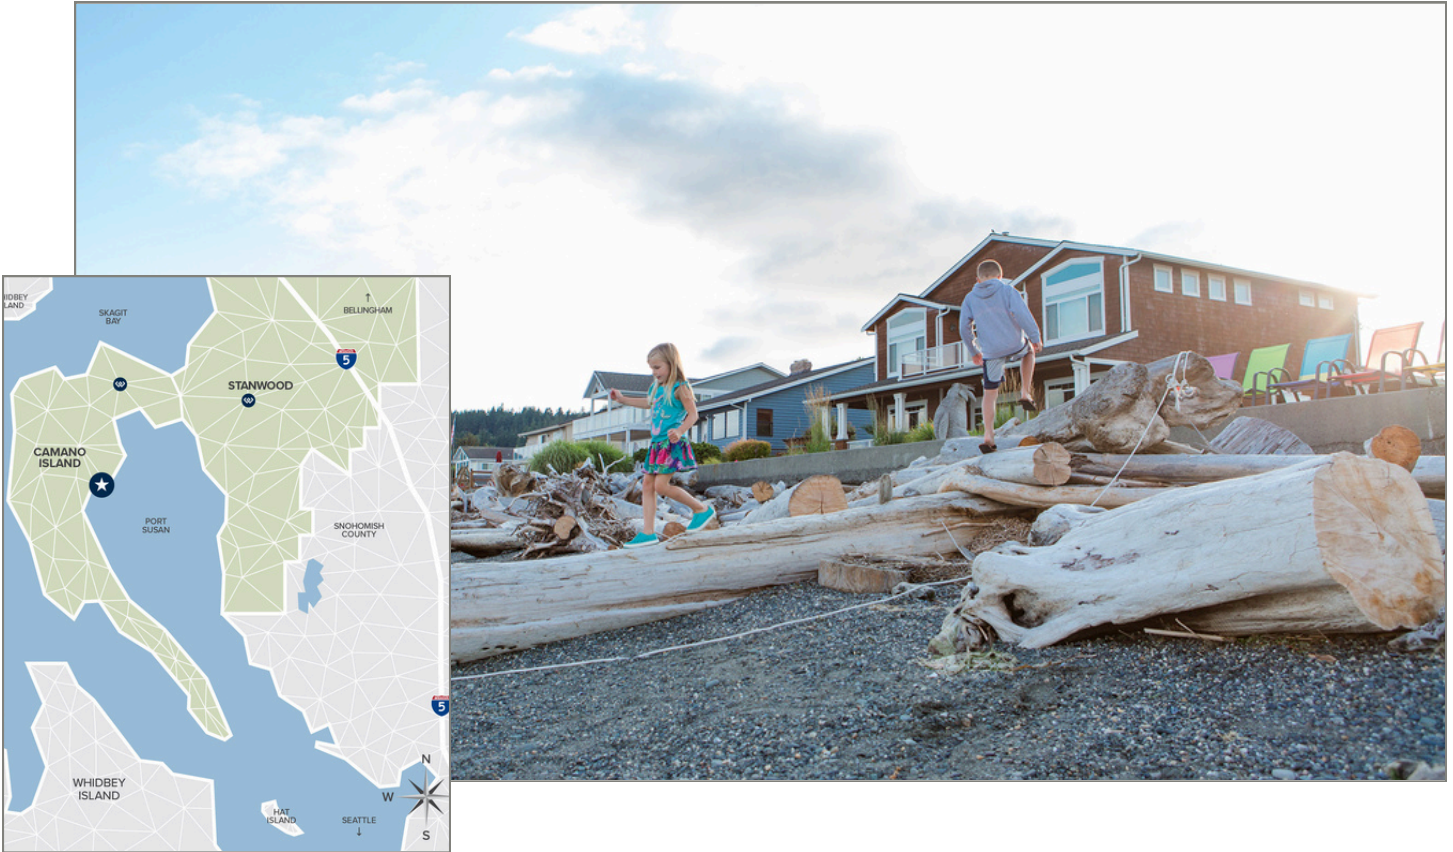 SKAGIT
BAY
↑
BELLINGHAM
5
STANWOOD
CAMANO
ISLAND
PORT
SUSAN
SNOHOMISH
COUNTY
5
WHIDBEY
ISLAND
HAT
ISLAND
SEATTLE
↓
N
W
S